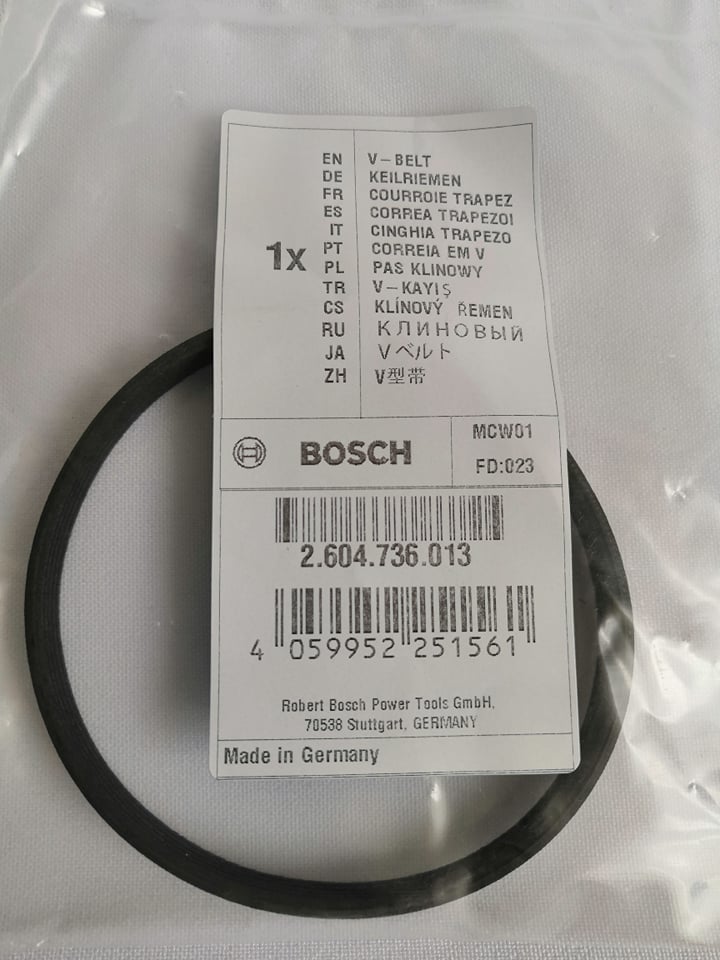 1x
EN V-BELT
DE KEILRIEMEN
FR COURROIE TRAPEZ
ES CORREA TRAPEZOI
IT CINGHIA TRAPEZO
PT CORREIA EM V
PL PAS KLINOWY
TR V-KAYIŞ
CS KLÍNOVÝ ŘEMEN
RU КЛИНОВЫЙ
JA Vベルト
ZH V型带
BOSCH
MCW01
FD:023
2.604.736.013
4 059952 251561
Robert Bosch Power Tools GmbH,
70538 Stuttgart, GERMANY
Made in Germany